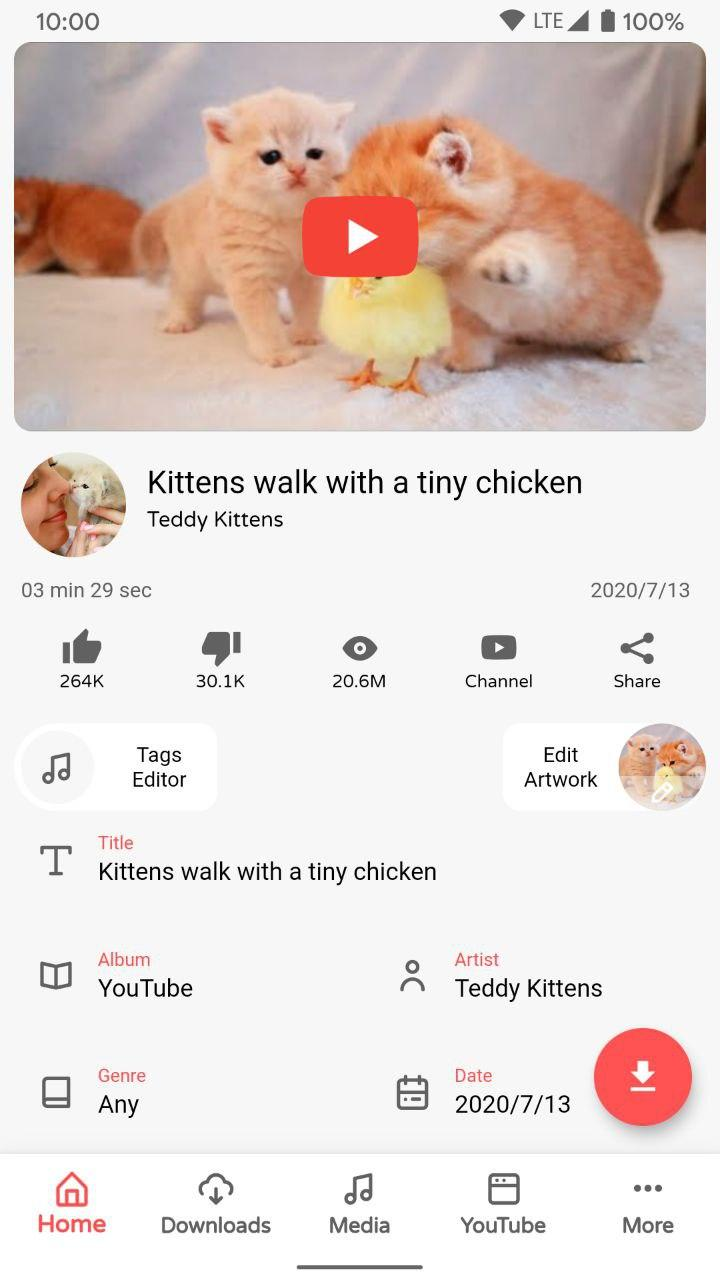 10:00 LTE 100%
Kittens walk with a tiny chicken
Teddy Kittens
03 min 29 sec 2020/7/13
264K 30.1K 20.6M Channel Share
Tags
Editor
Edit
Artwork
Title
Kittens walk with a tiny chicken
Album Artist
YouTube Teddy Kittens
Genre Date
Any 2020/7/13
Home Downloads Media YouTube More